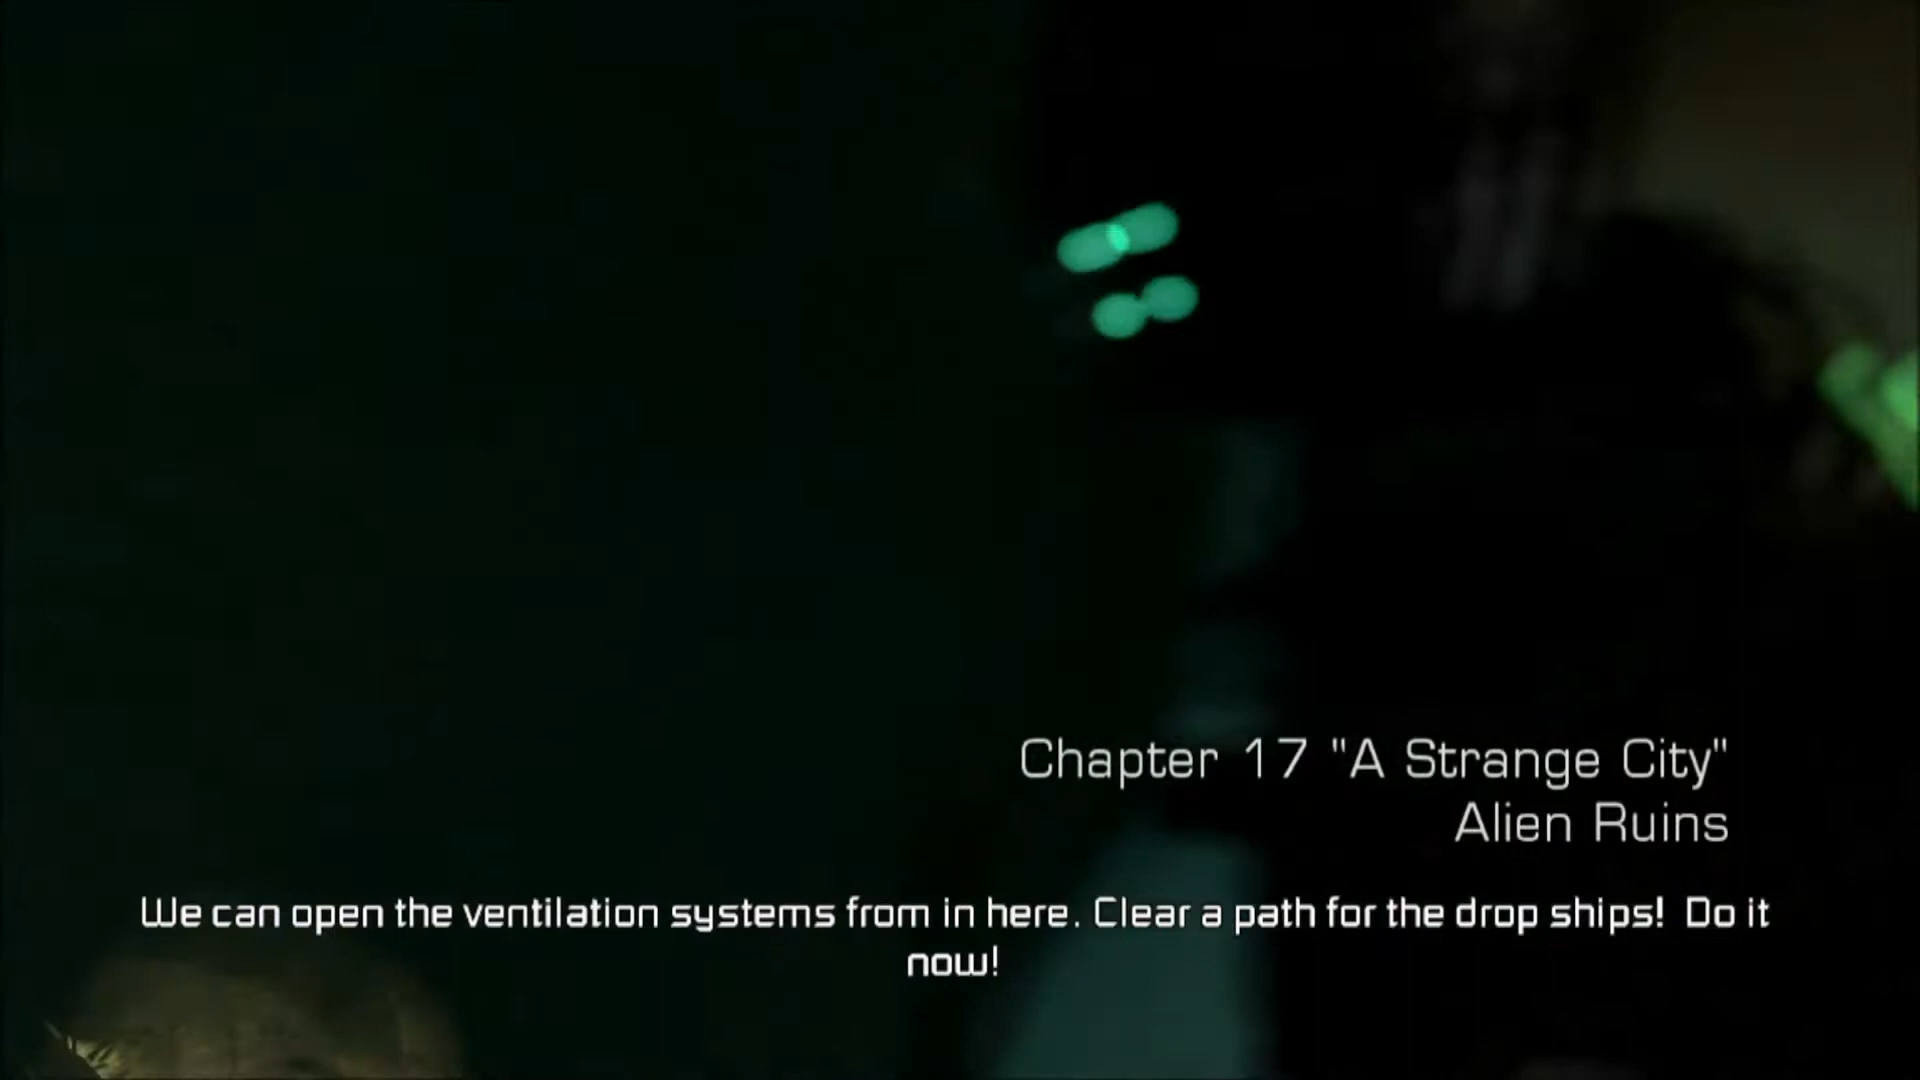 Chapter 17 "A Strange City"
Alien Ruins
We can open the ventilation systems from in here. Clear a path for the drop ships! Do it
now!